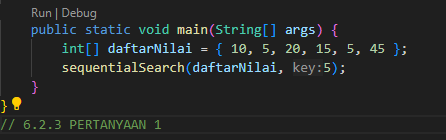 Run | Debug
public static void main(String[] args) {
int[] daftarNilai = { 10, 5, 20, 15, 5, 45 };
sequentialSearch(daftarNilai, key:5);
}
}
// 6.2.3 PERTANYAAN 1